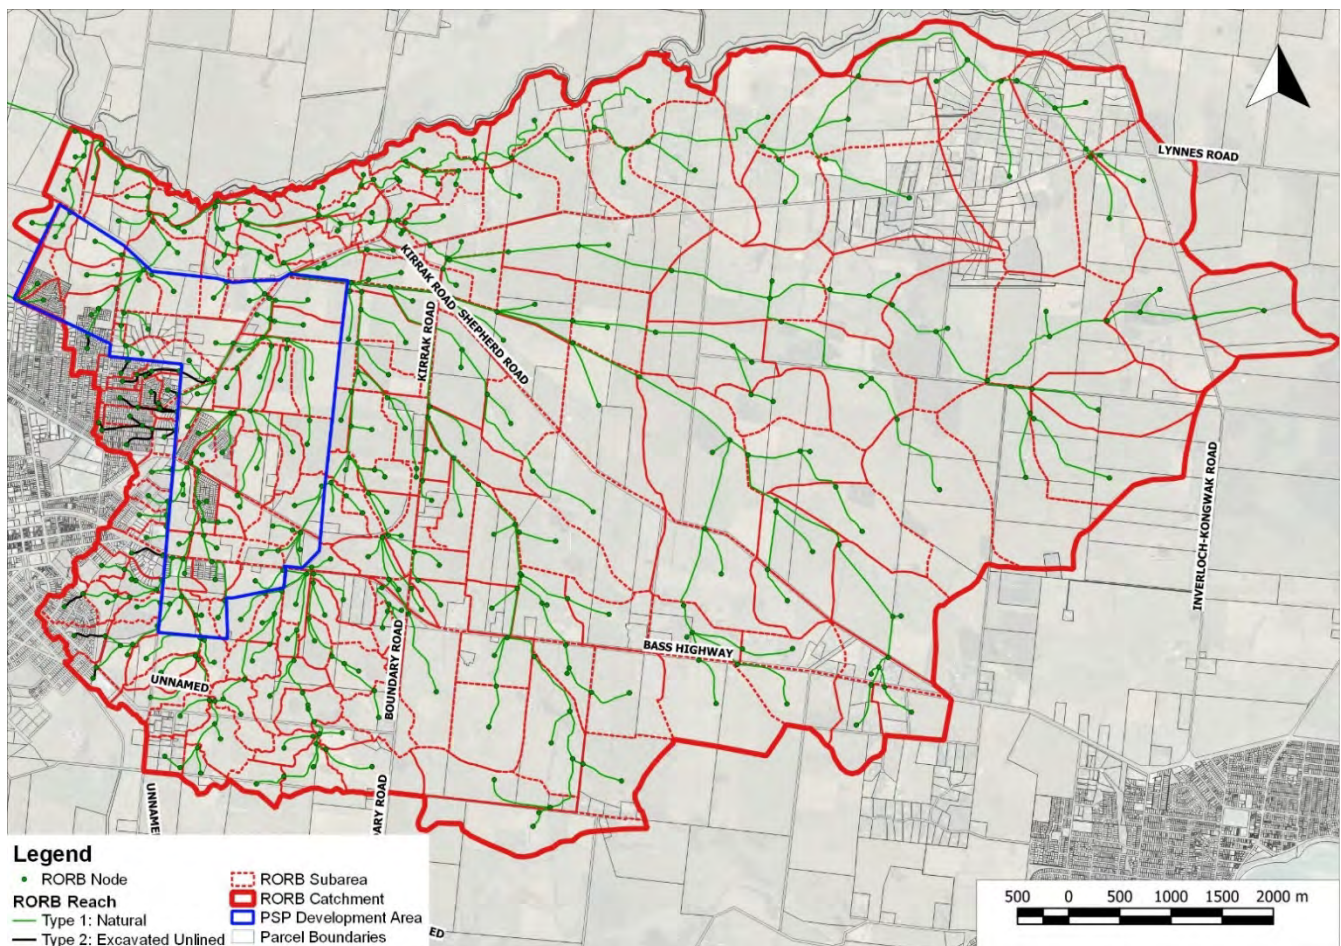 LYNNES ROAD
KIRRAK ROAD-SHEPHERD ROAD
KIRRAK ROAD
INVERLOCH-KONGWAK ROAD
BASS HIGHWAY
BOUNDARY ROAD
UNNAMED
UNNAMED
DARY ROAD
ED
Legend
RORB Node
RORB Reach
Type 1: Natural
Type 2: Excavated Unlined
RORB Subarea
RORB Catchment
PSP Development Area
Parcel Boundaries
500 0 500 1000 1500 2000 m